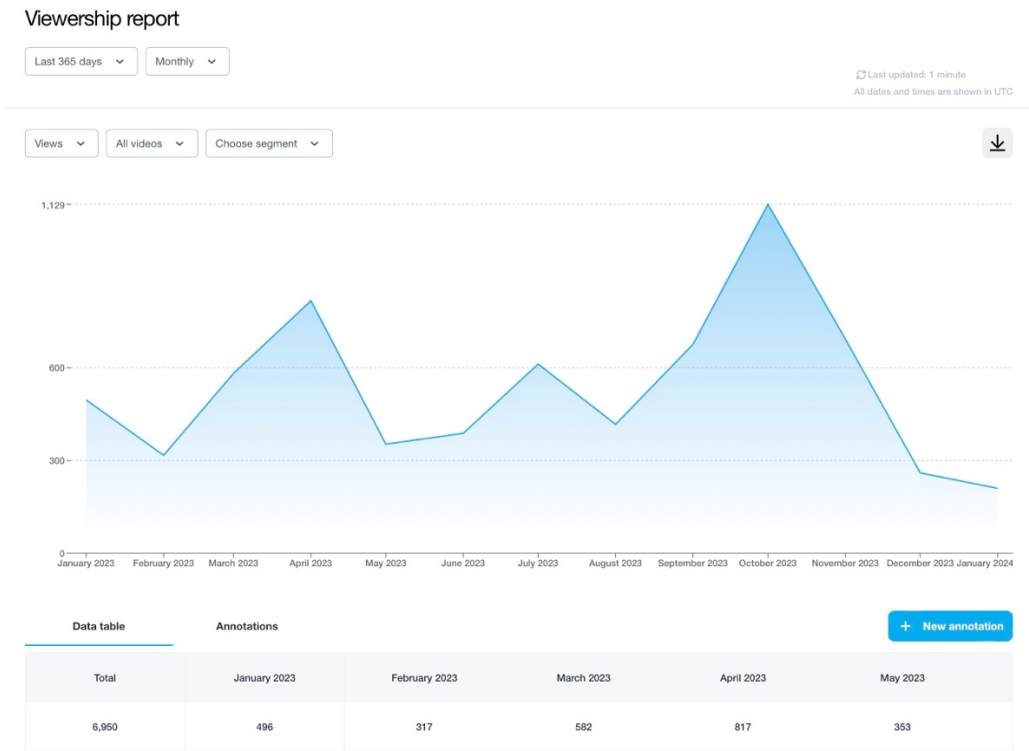 Viewership report
Last 365 days Monthly
Last updated: 1 minute
All dates and times are shown in UTC
Views All videos Choose segment
1,129
600
300
0
January 2023 February 2023 March 2023 April 2023 May 2023 June 2023 July 2023 August 2023 September 2023 October 2023 November 2023 December 2023 January 2024
Data table Annotations + New annotation
Total January 2023 February 2023 March 2023 April 2023 May 2023
6,950 496 317 582 817 353